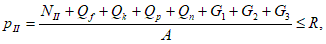 p_II = (N_II + Q_f + Q_k + Q_p + Q_n + G_1 + G_2 + G_3) / A ≤ R,